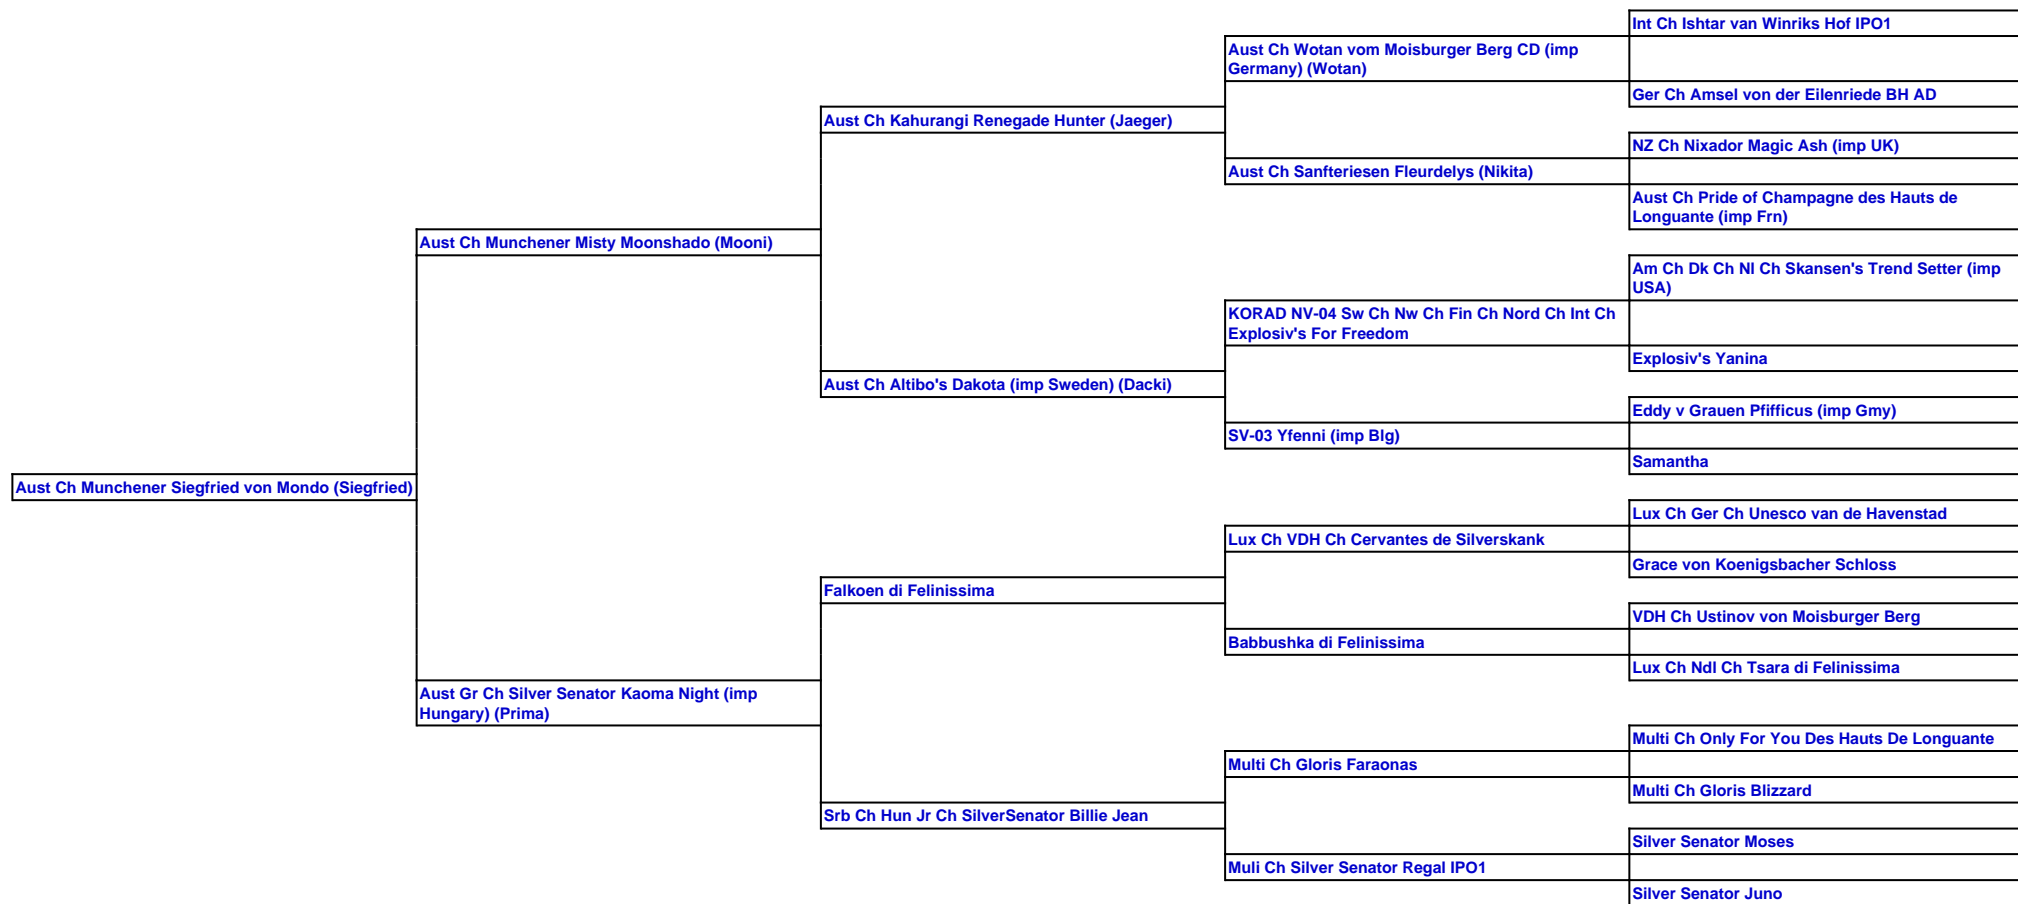 Int Ch Ishtar van Winriks Hof IPO1
Aust Ch Wotan vom Moisburger Berg CD (imp
Germany) (Wotan)
Ger Ch Amsel von der Eilenriede BH AD
Aust Ch Kahurangi Renegade Hunter (Jaeger)
NZ Ch Nixador Magic Ash (imp UK)
Aust Ch Sanfteriesen Fleurdelys (Nikita)
Aust Ch Pride of Champagne des Hauts de
Longuante (imp Frn)
Aust Ch Munchener Misty Moonshado (Mooni)
Am Ch Dk Ch Nl Ch Skansen's Trend Setter (imp
USA)
KORAD NV-04 Sw Ch Nw Ch Fin Ch Nord Ch Int Ch
Explosiv's For Freedom
Explosiv's Yanina
Aust Ch Altibo's Dakota (imp Sweden) (Dacki)
Eddy v Grauen Pfifficus (imp Gmy)
SV-03 Yfenni (imp Blg)
Samantha
Aust Ch Munchener Siegfried von Mondo (Siegfried)
Lux Ch Ger Ch Unesco van de Havenstad
Lux Ch VDH Ch Cervantes de Silverskank
Grace von Koenigsbacher Schloss
Falkoen di Felinissima
VDH Ch Ustinov von Moisburger Berg
Babbushka di Felinissima
Lux Ch Ndl Ch Tsara di Felinissima
Aust Gr Ch Silver Senator Kaoma Night (imp
Hungary) (Prima)
Multi Ch Only For You Des Hauts De Longuante
Multi Ch Gloris Faraonas
Multi Ch Gloris Blizzard
Srb Ch Hun Jr Ch SilverSenator Billie Jean
Silver Senator Moses
Muli Ch Silver Senator Regal IPO1
Silver Senator Juno